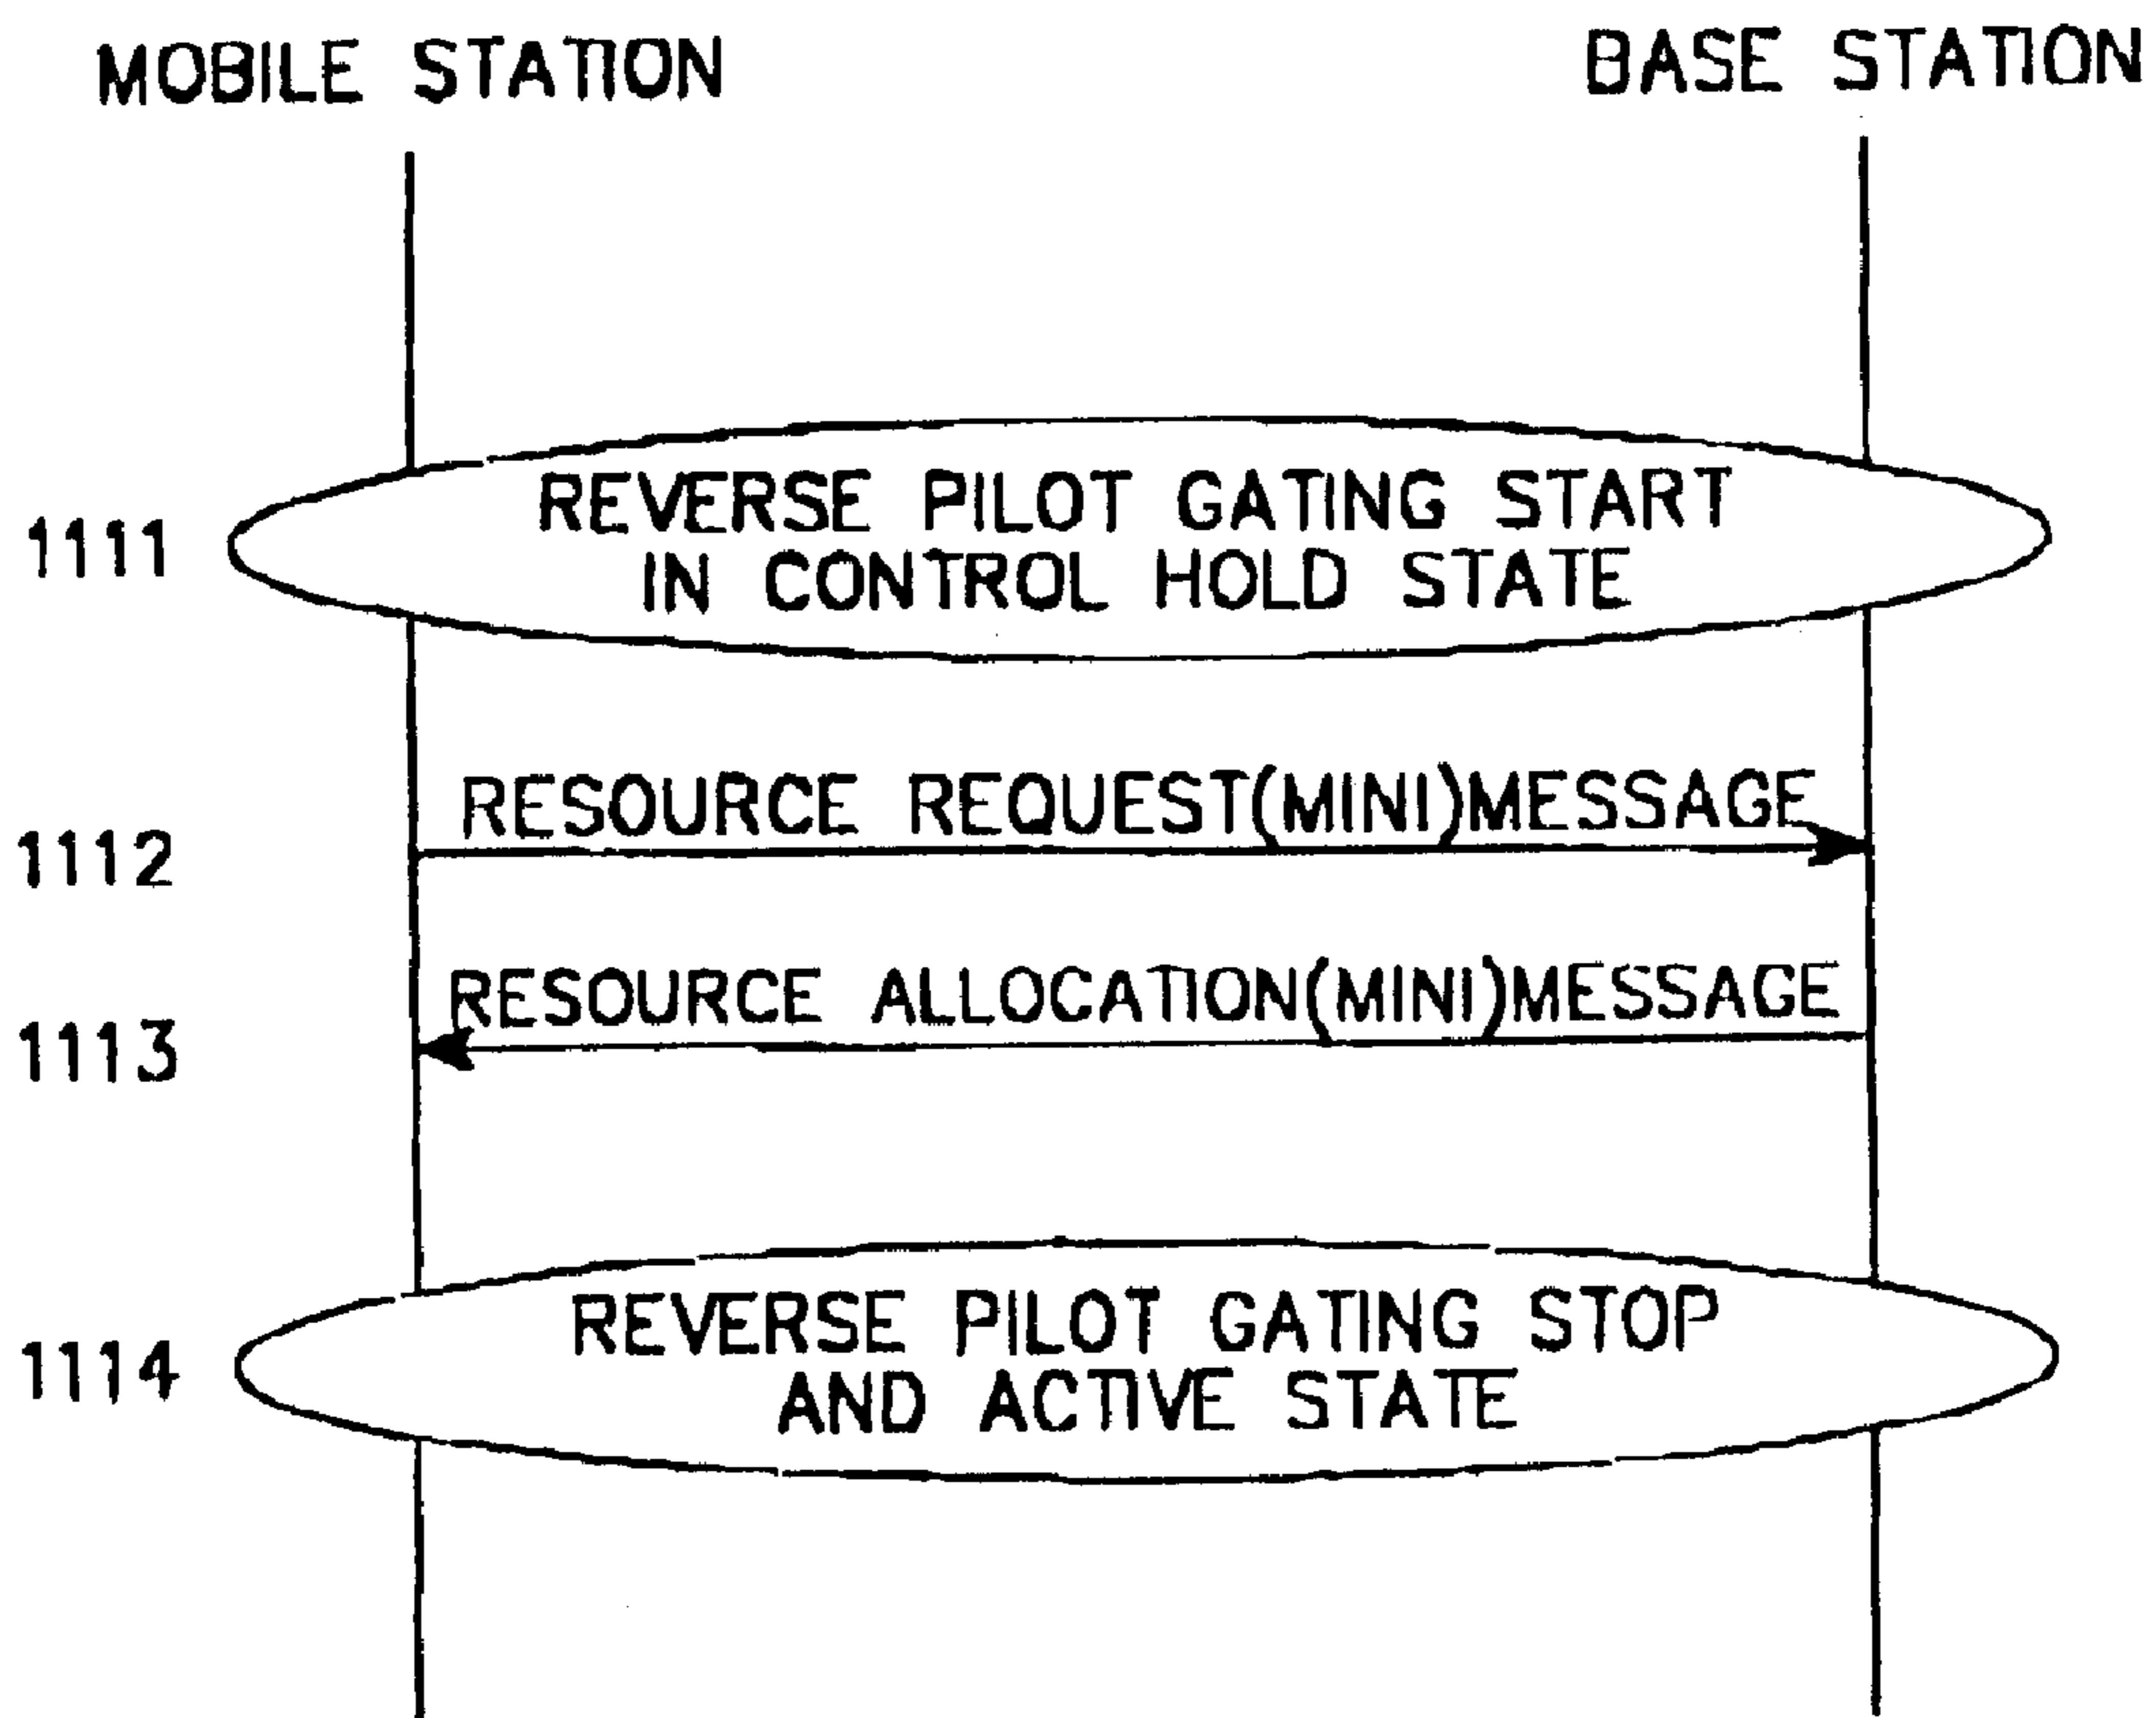 MOBILE STATION
BASE STATION
REVERSE PILOT GATING START
IN CONTROL HOLD STATE
1111
RESOURCE REQUEST(MINI)MESSAGE
1112
RESOURCE ALLOCATION(MINI)MESSAGE
1113
REVERSE PILOT GATING STOP
AND ACTIVE STATE
1114